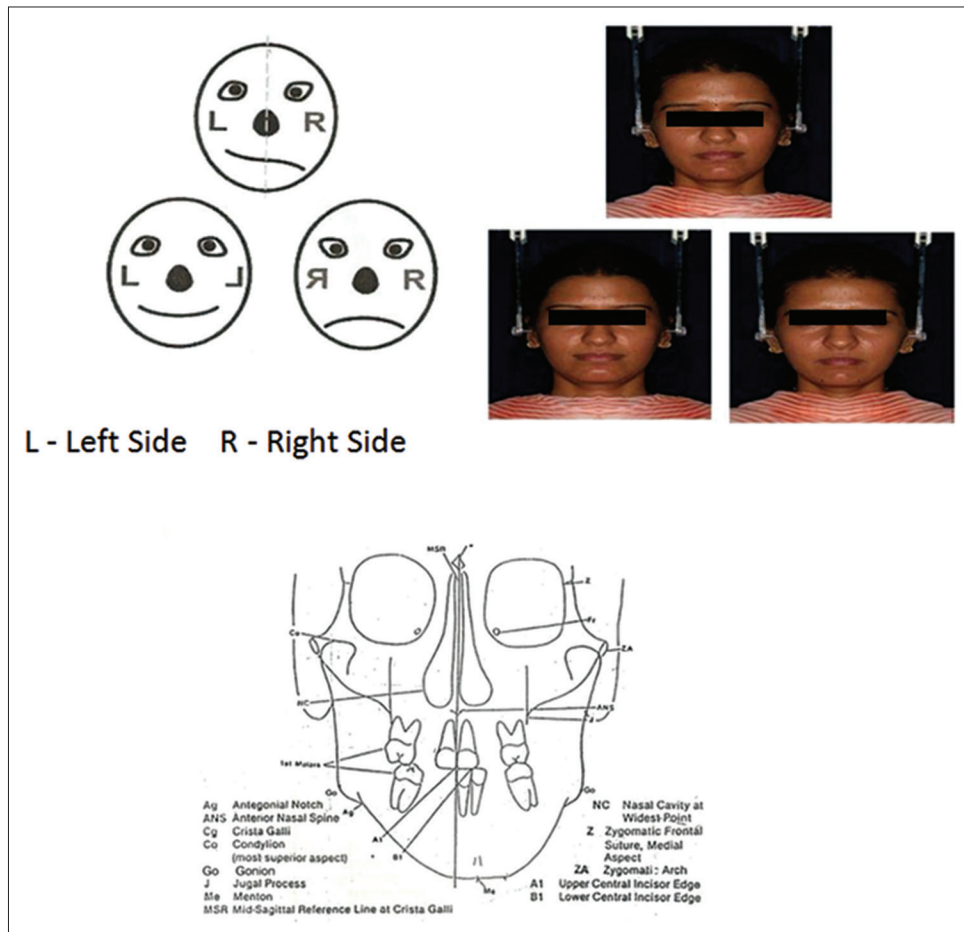 L R
L L
R R
L - Left Side R - Right Side
MSR
Z
Co
Fr
ZA
NC
ANS
J
1st Molars
Go
Go
Ag
A1
B1
Me
Ag Antegonial Notch
ANS Anterior Nasal Spine
Cg Crista Galli
Co Condylion
(most superior aspect)
Go Gonion
J Jugal Process
Me Menton
MSR Mid-Sagittal Reference Line at Crista Galli
NC Nasal Cavity at
Widest Point
Z Zygomatic Frontal
Suture, Medial
Aspect
ZA Zygomatic Arch
A1 Upper Central Incisor Edge
B1 Lower Central Incisor Edge